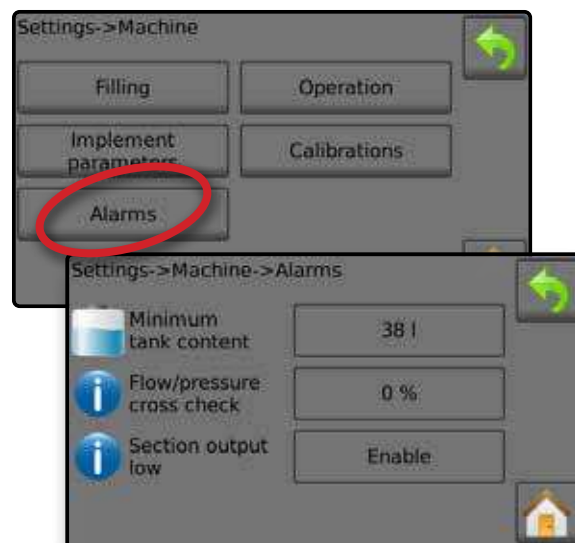 Settings->Machine
Filling
Operation
Implement
parameters
Calibrations
Alarms
Settings->Machine->Alarms
Minimum
tank content
38 l
Flow/pressure
cross check
0 %
Section output
low
Enable